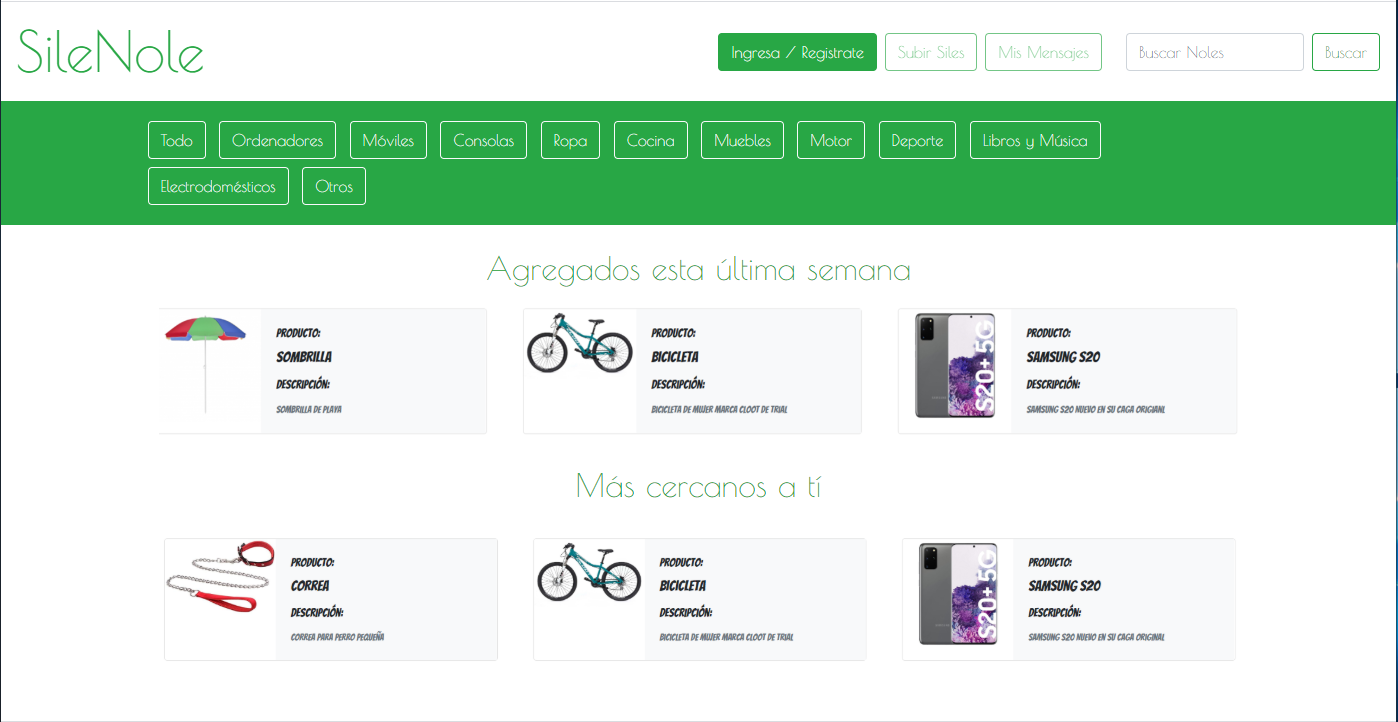 SileNole
Ingresa / Registrate
Subir Siles
Mis Mensajes
Buscar Noles
Buscar
Todo
Ordenadores
Móviles
Consolas
Ropa
Cocina
Muebles
Motor
Deporte
Libros y Música
Electrodomésticos
Otros
Agregados esta última semana
PRODUCTO:
SOMBRILLA
DESCRIPCIÓN:
SOMBRILLA DE PLAYA
PRODUCTO:
BICICLETA
DESCRIPCIÓN:
BICICLETA DE MUJER MARCA CLOOT DE TRIAL
S20+ 5G
PRODUCTO:
SAMSUNG S20
DESCRIPCIÓN:
SAMSUNG S20 NUEVO EN SU CAGA ORIGIANL
Más cercanos a tí
PRODUCTO:
CORREA
DESCRIPCIÓN:
CORREA PARA PERRO PEQUEÑA
PRODUCTO:
BICICLETA
DESCRIPCIÓN:
BICICLETA DE MUJER MARCA CLOOT DE TRIAL
S20+ 5G
PRODUCTO:
SAMSUNG S20
DESCRIPCIÓN:
SAMSUNG S20 NUEVO EN SU CAGA ORIGINAL